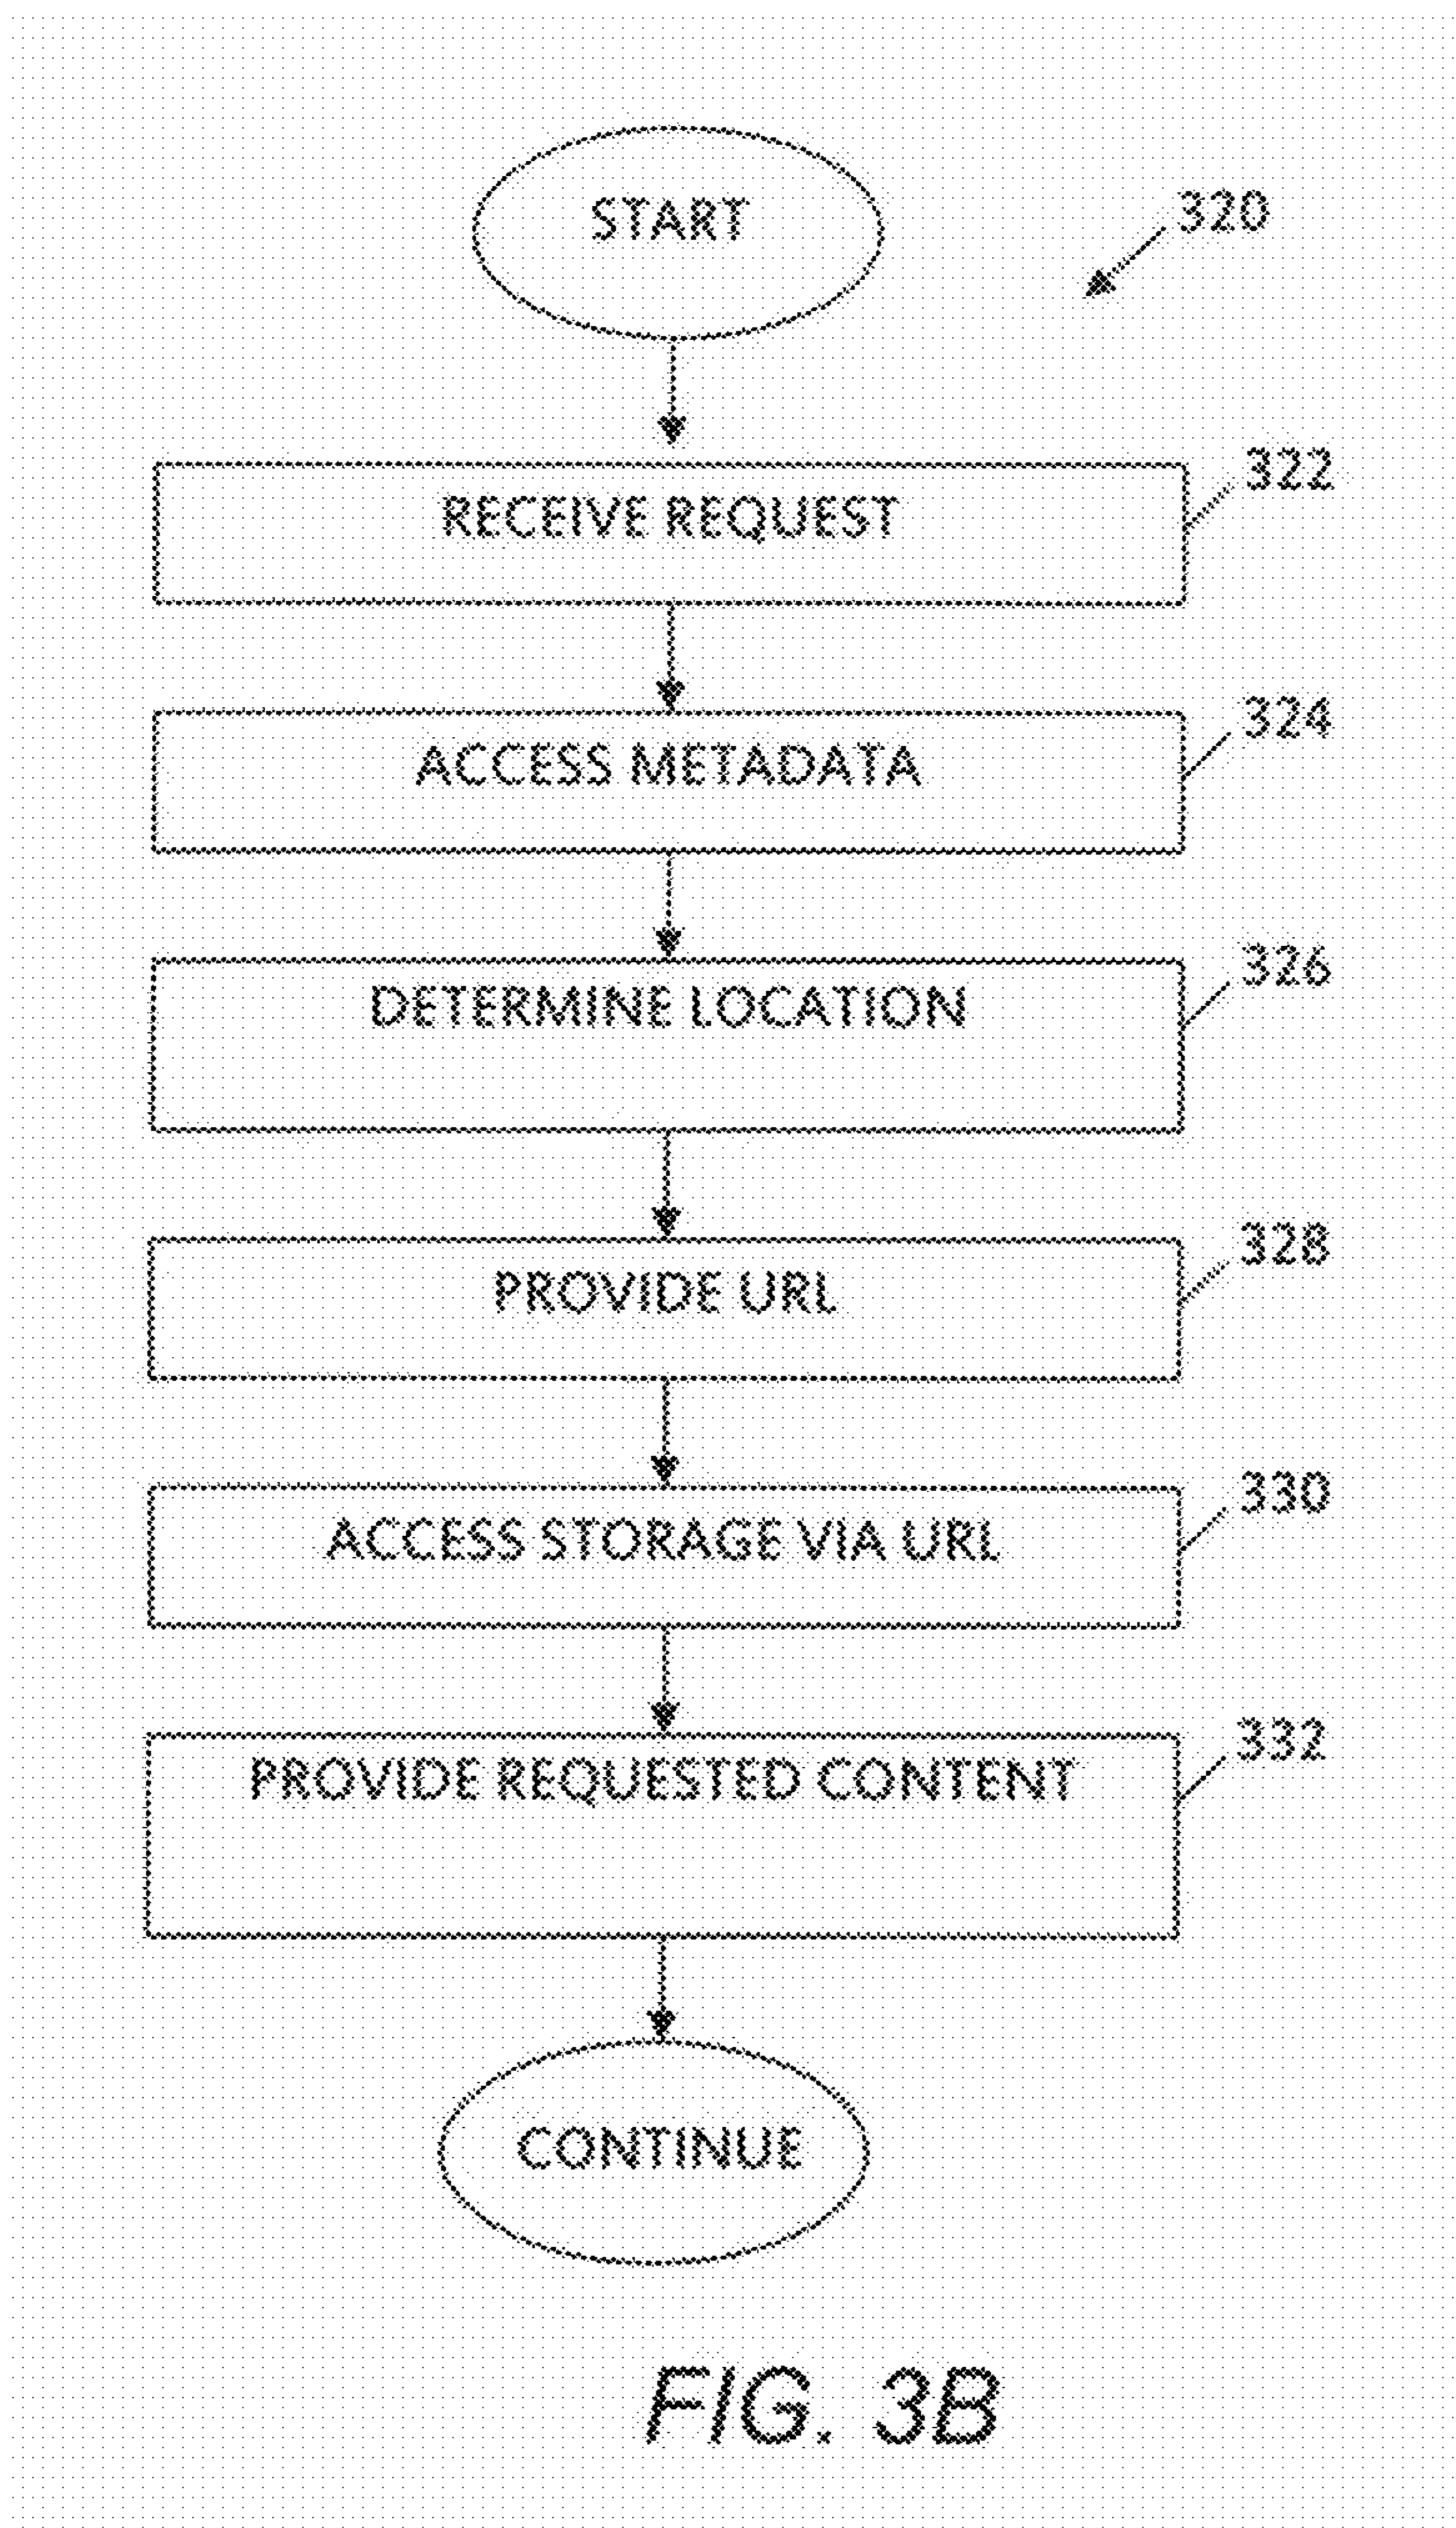 START
320
RECEIVE REQUEST
322
ACCESS METADATA
324
DETERMINE LOCATION
326
PROVIDE URL
328
ACCESS STORAGE VIA URL
330
PROVIDE REQUESTED CONTENT
332
CONTINUE
FIG. 3B